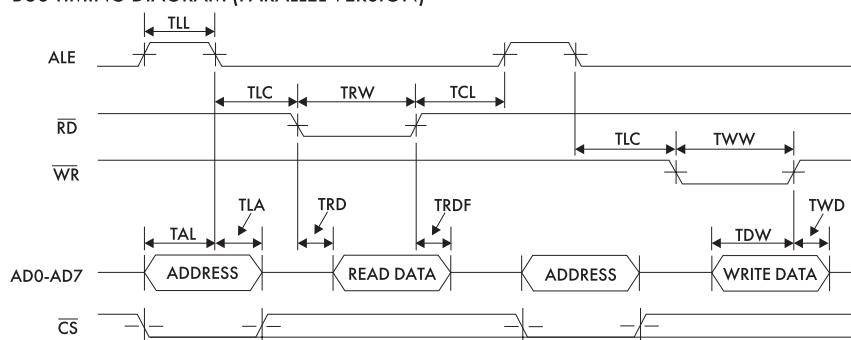 BUS TIMING DIAGRAM (PARALLEL VERSION)
TLL
ALE
TLC TRW TCL
RD
TLC TWW
WR
TLA TRD TRDF TWD
TAL TDW
AD0-AD7 ADDRESS READ DATA ADDRESS WRITE DATA
CS